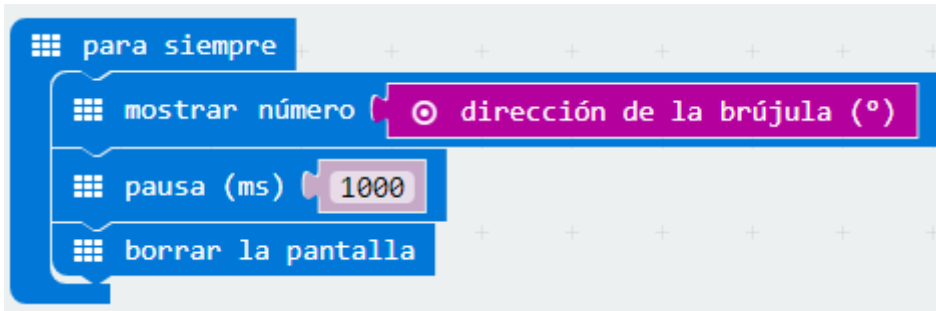 para siempre
mostrar número dirección de la brújula (º)
pausa (ms) 1000
borrar la pantalla